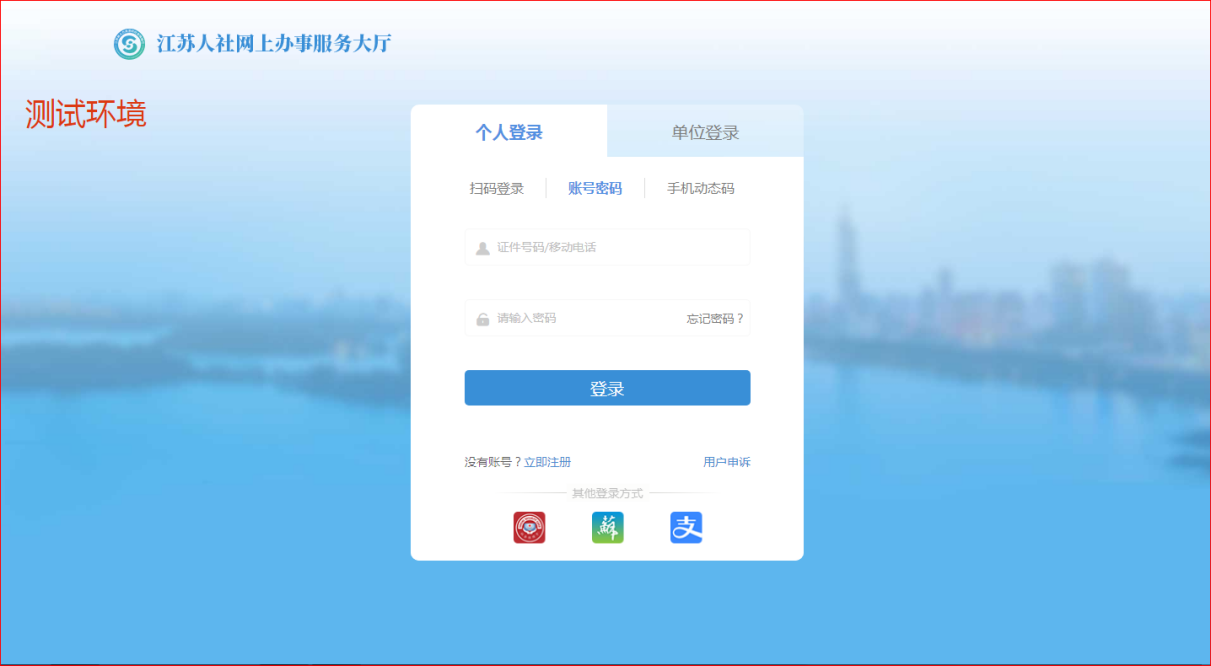 江苏人社网上办事服务大厅
测试环境
个人登录 单位登录
扫码登录 账号密码 手机动态码
证件号码/移动电话
请输入密码 忘记密码？
登录
没有账号？立即注册 用户申诉
其他登录方式
蘇 支